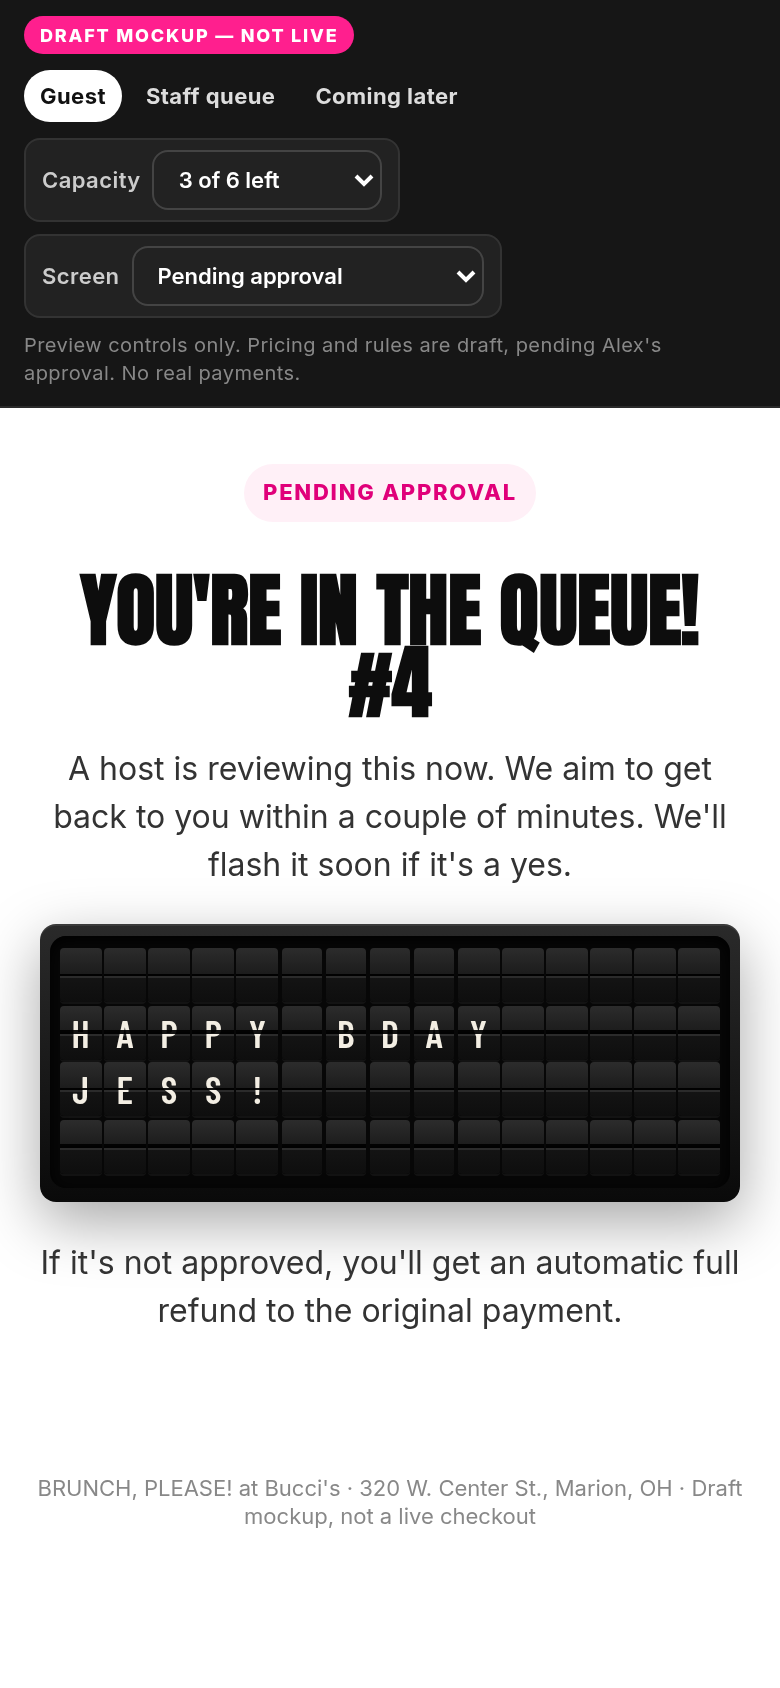 DRAFT MOCKUP — NOT LIVE
Guest Staff queue Coming later
Capacity 3 of 6 left
Screen Pending approval
Preview controls only. Pricing and rules are draft, pending Alex's
approval. No real payments.
PENDING APPROVAL
YOU'RE IN THE QUEUE!
#4
A host is reviewing this now. We aim to get
back to you within a couple of minutes. We'll
flash it soon if it's a yes.
HAPPY BDAY
JESS!
If it's not approved, you'll get an automatic full
refund to the original payment.
BRUNCH, PLEASE! at Bucci's · 320 W. Center St., Marion, OH · Draft
mockup, not a live checkout